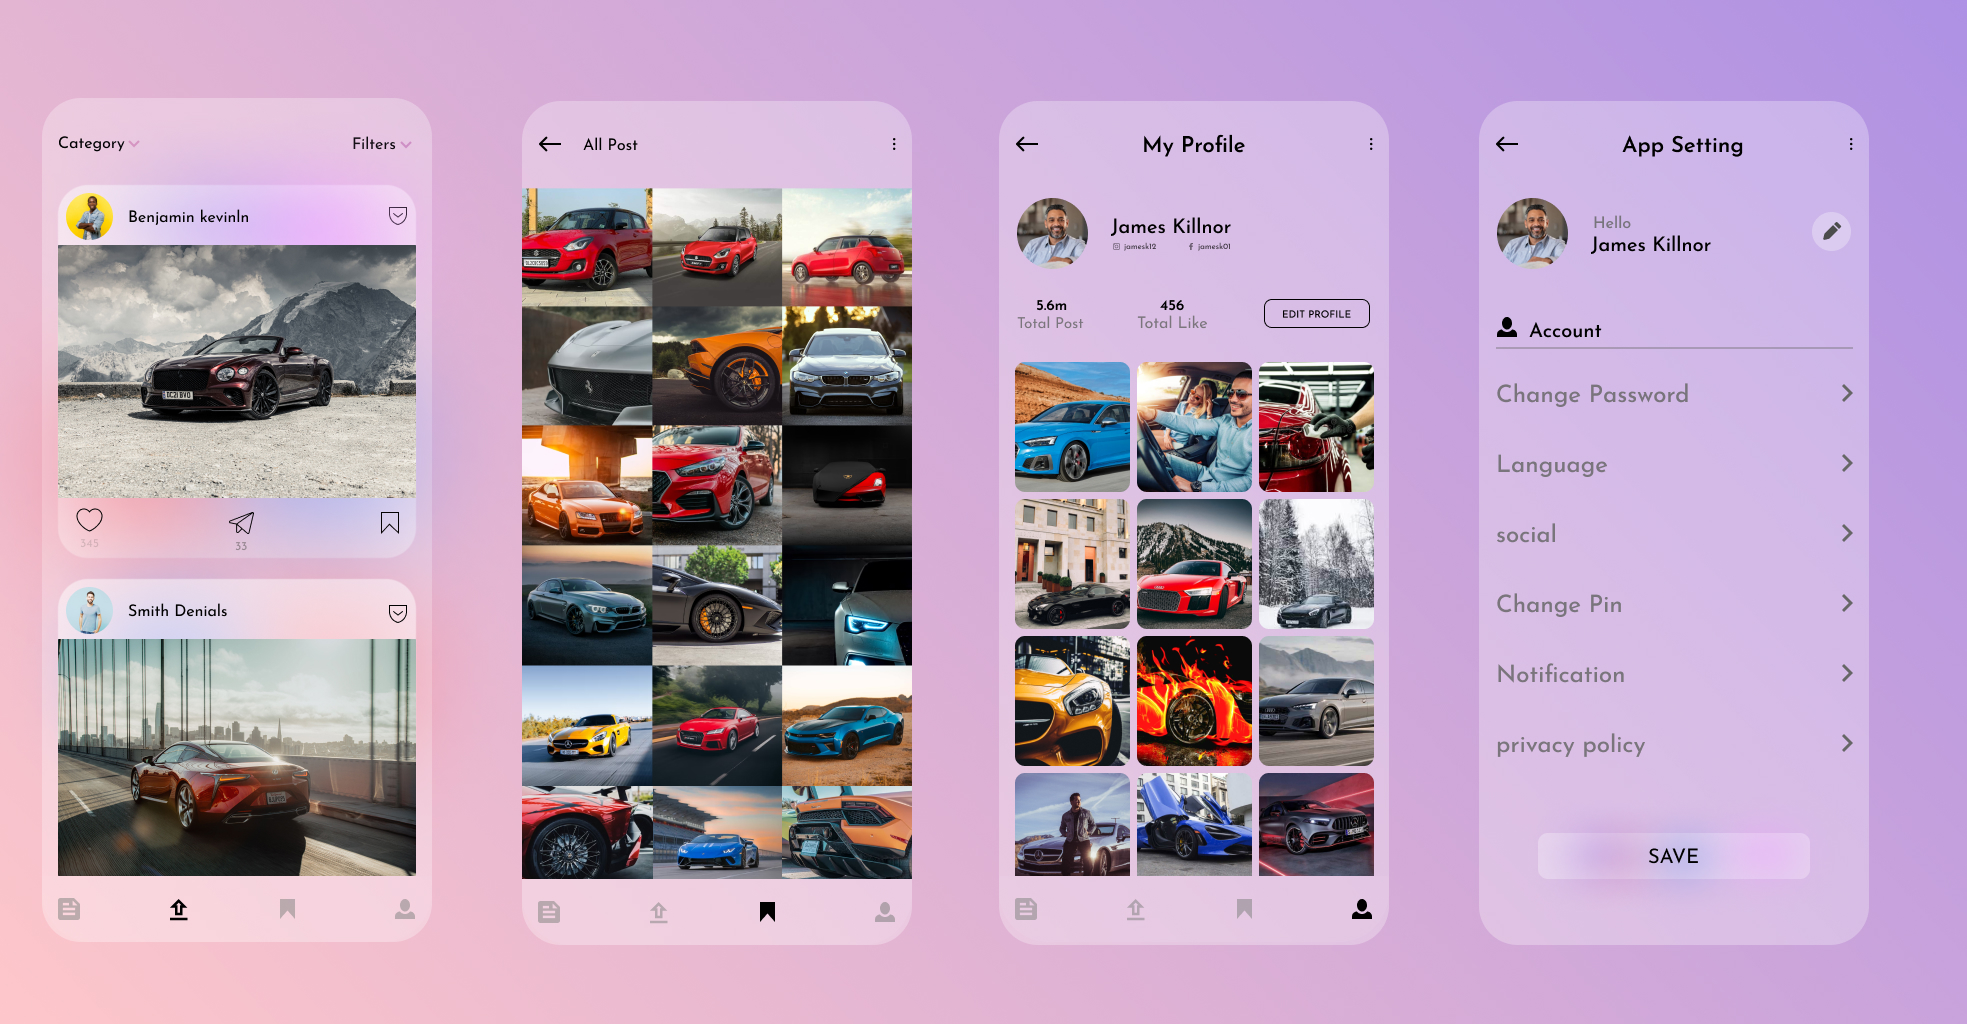 Category
Filters
Benjamin kevinln
345
33
Smith Denials
All Post
My Profile
James Killnor
jamesk12
jamesk01
5.6m
Total Post
456
Total Like
EDIT PROFILE
App Setting
Hello
James Killnor
Account
Change Password
Language
social
Change Pin
Notification
privacy policy
SAVE